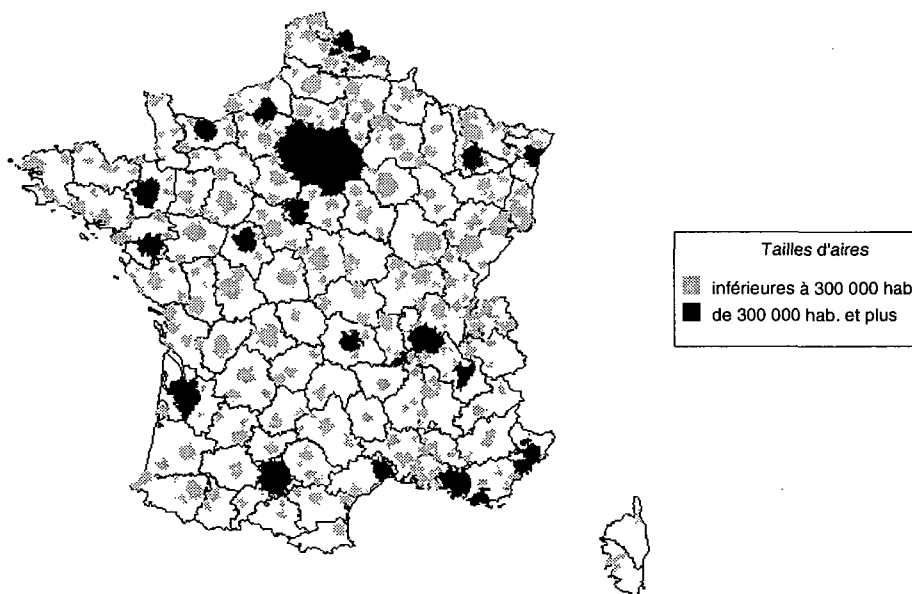 Tailles d'aires
inférieures à 300 000 hab
de 300 000 hab. et plus